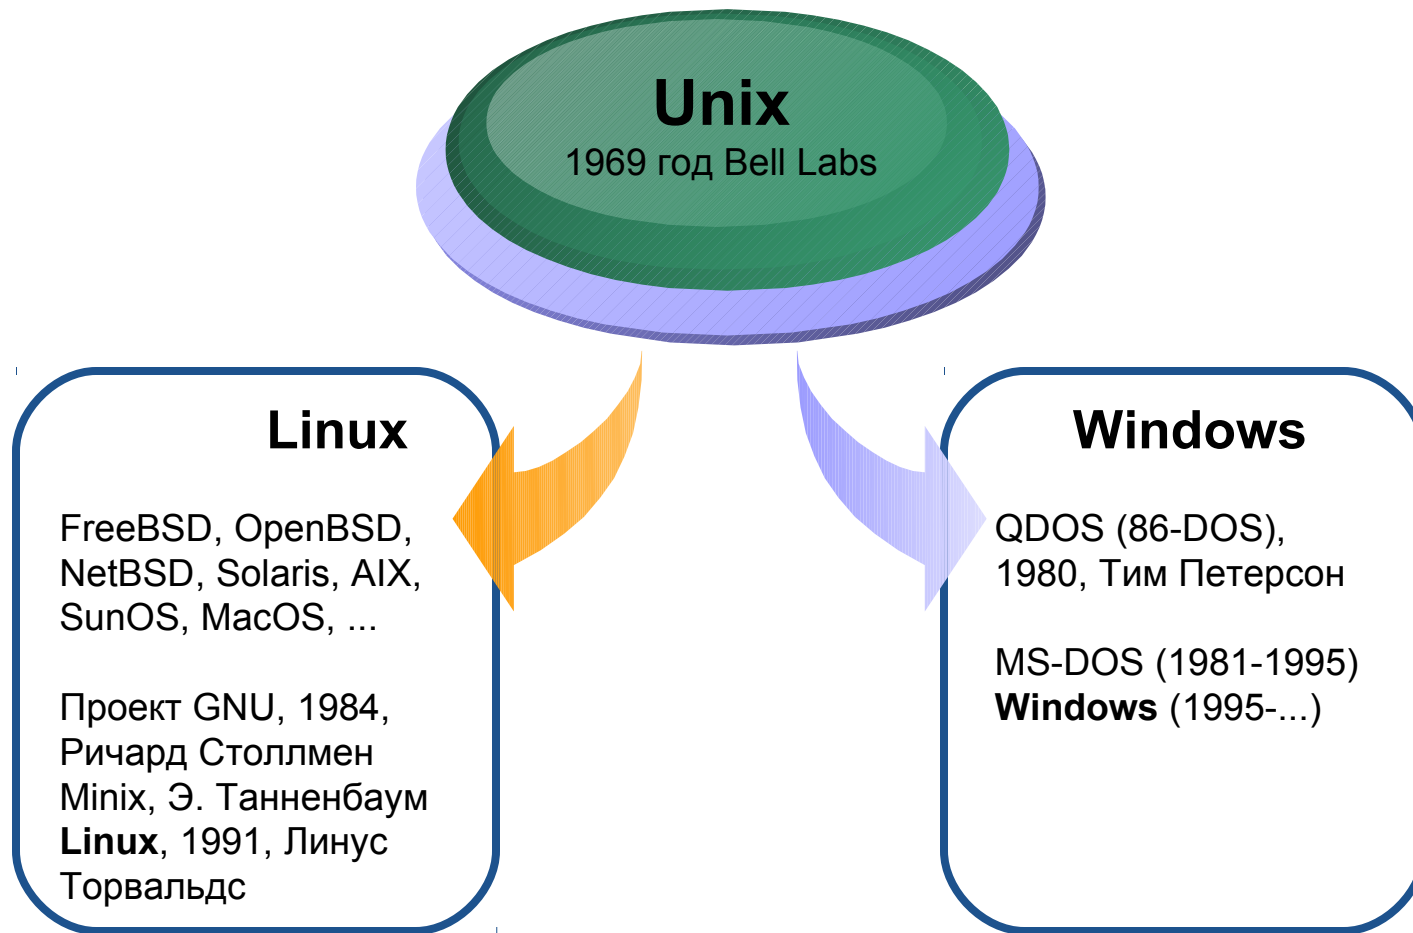 Unix
1969 год Bell Labs
Linux
FreeBSD, OpenBSD,
NetBSD, Solaris, AIX,
SunOS, MacOS, ...
Проект GNU, 1984,
Ричард Столлмен
Minix, Э. Танненбаум
Linux, 1991, Линус
Торвальдс
Windows
QDOS (86-DOS),
1980, Тим Петерсон
MS-DOS (1981-1995)
Windows (1995-...)